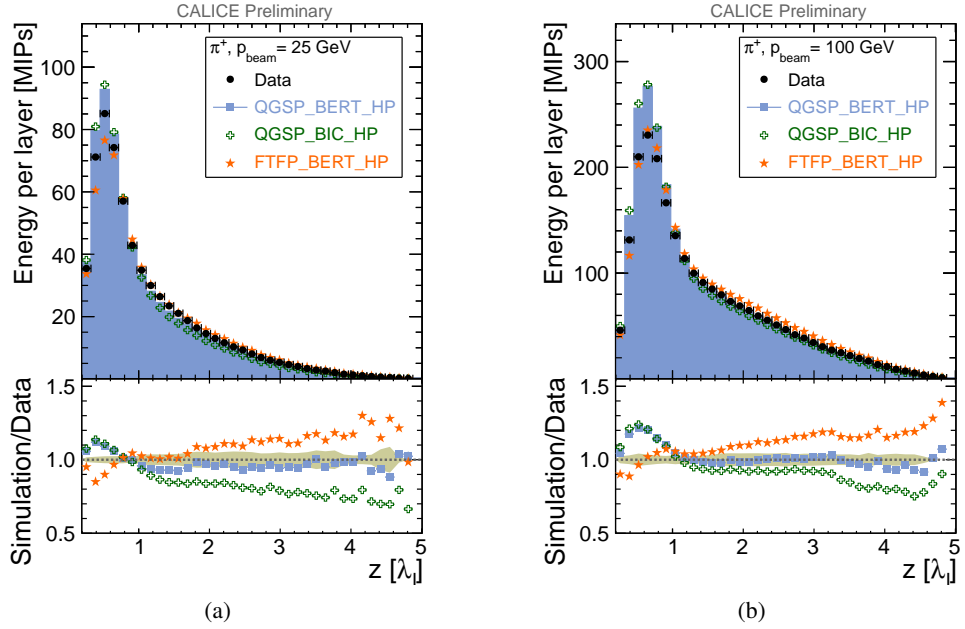 CALICE Preliminary
π⁺, p_beam = 25 GeV
Data
QGSP_BERT_HP
QGSP_BIC_HP
FTFP_BERT_HP
Energy per layer [MIPs]
100
80
60
40
20
Simulation/Data
1.5
1.0
0.5
1 2 3 4 5
z [λ_I]
(a)
CALICE Preliminary
π⁺, p_beam = 100 GeV
Data
QGSP_BERT_HP
QGSP_BIC_HP
FTFP_BERT_HP
Energy per layer [MIPs]
300
200
100
Simulation/Data
1.5
1.0
0.5
1 2 3 4 5
z [λ_I]
(b)